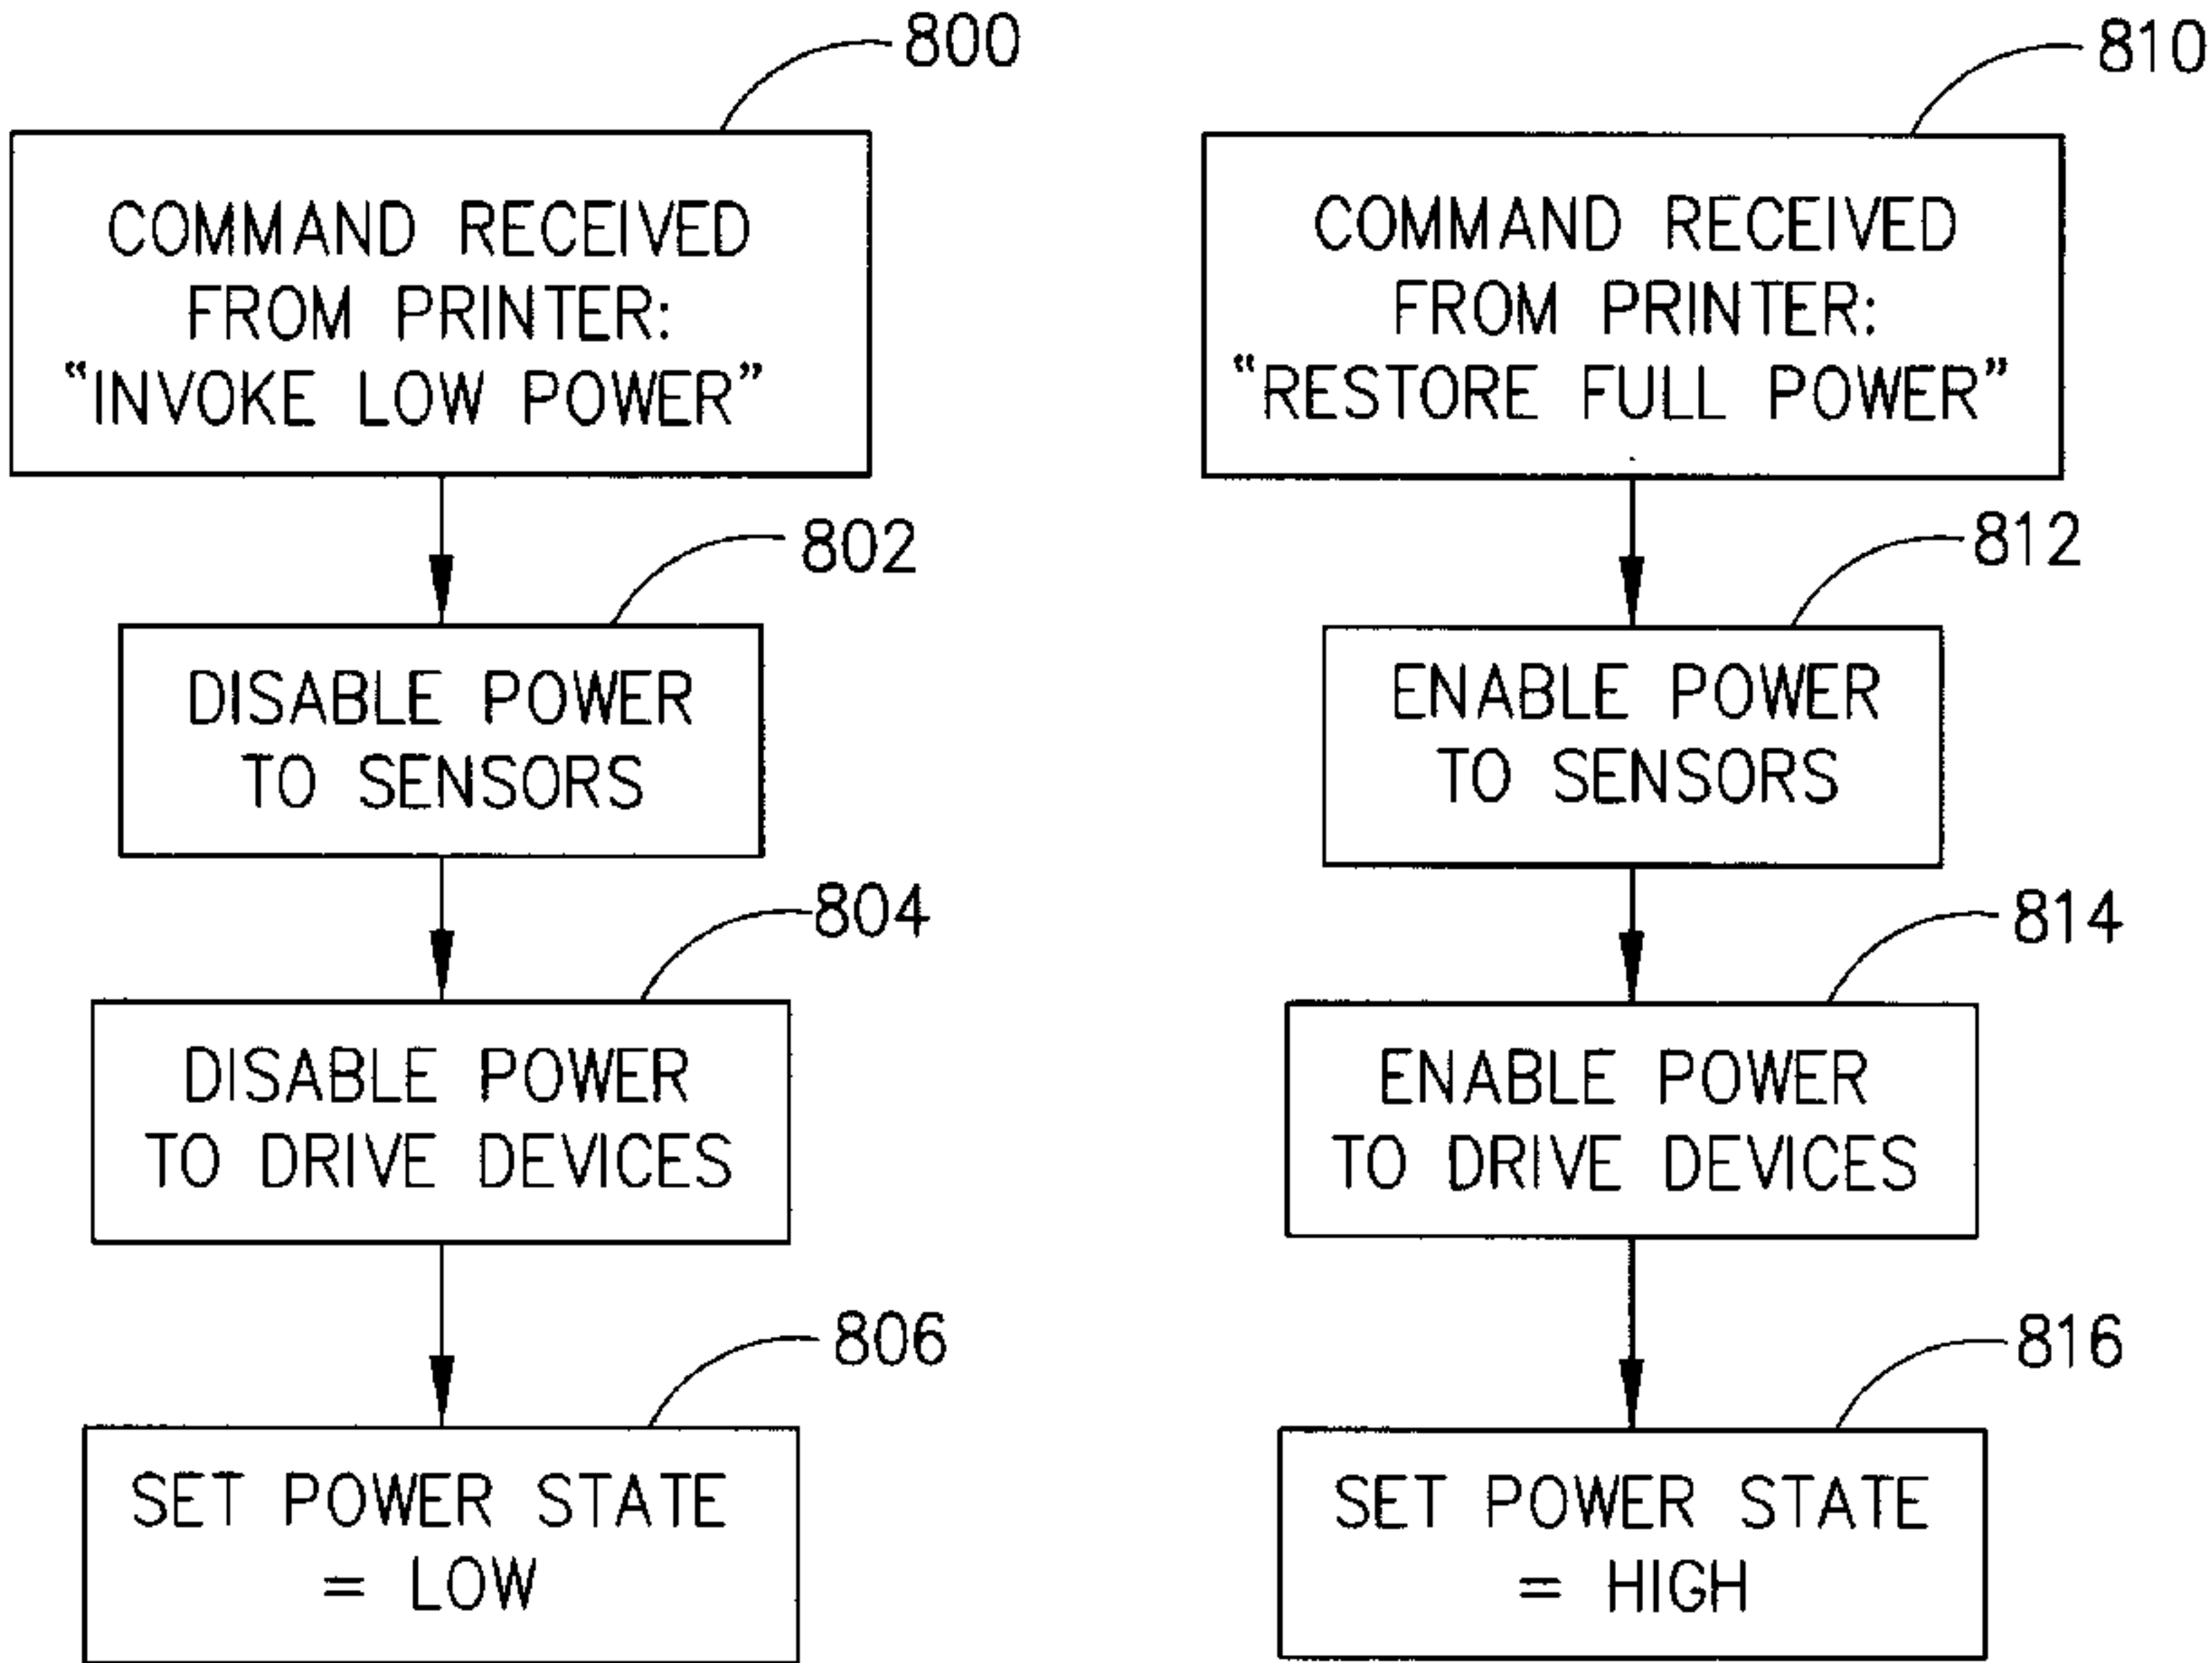 800
COMMAND RECEIVED
FROM PRINTER:
“INVOKE LOW POWER”
802
DISABLE POWER
TO SENSORS
804
DISABLE POWER
TO DRIVE DEVICES
806
SET POWER STATE
= LOW
810
COMMAND RECEIVED
FROM PRINTER:
“RESTORE FULL POWER”
812
ENABLE POWER
TO SENSORS
814
ENABLE POWER
TO DRIVE DEVICES
816
SET POWER STATE
= HIGH